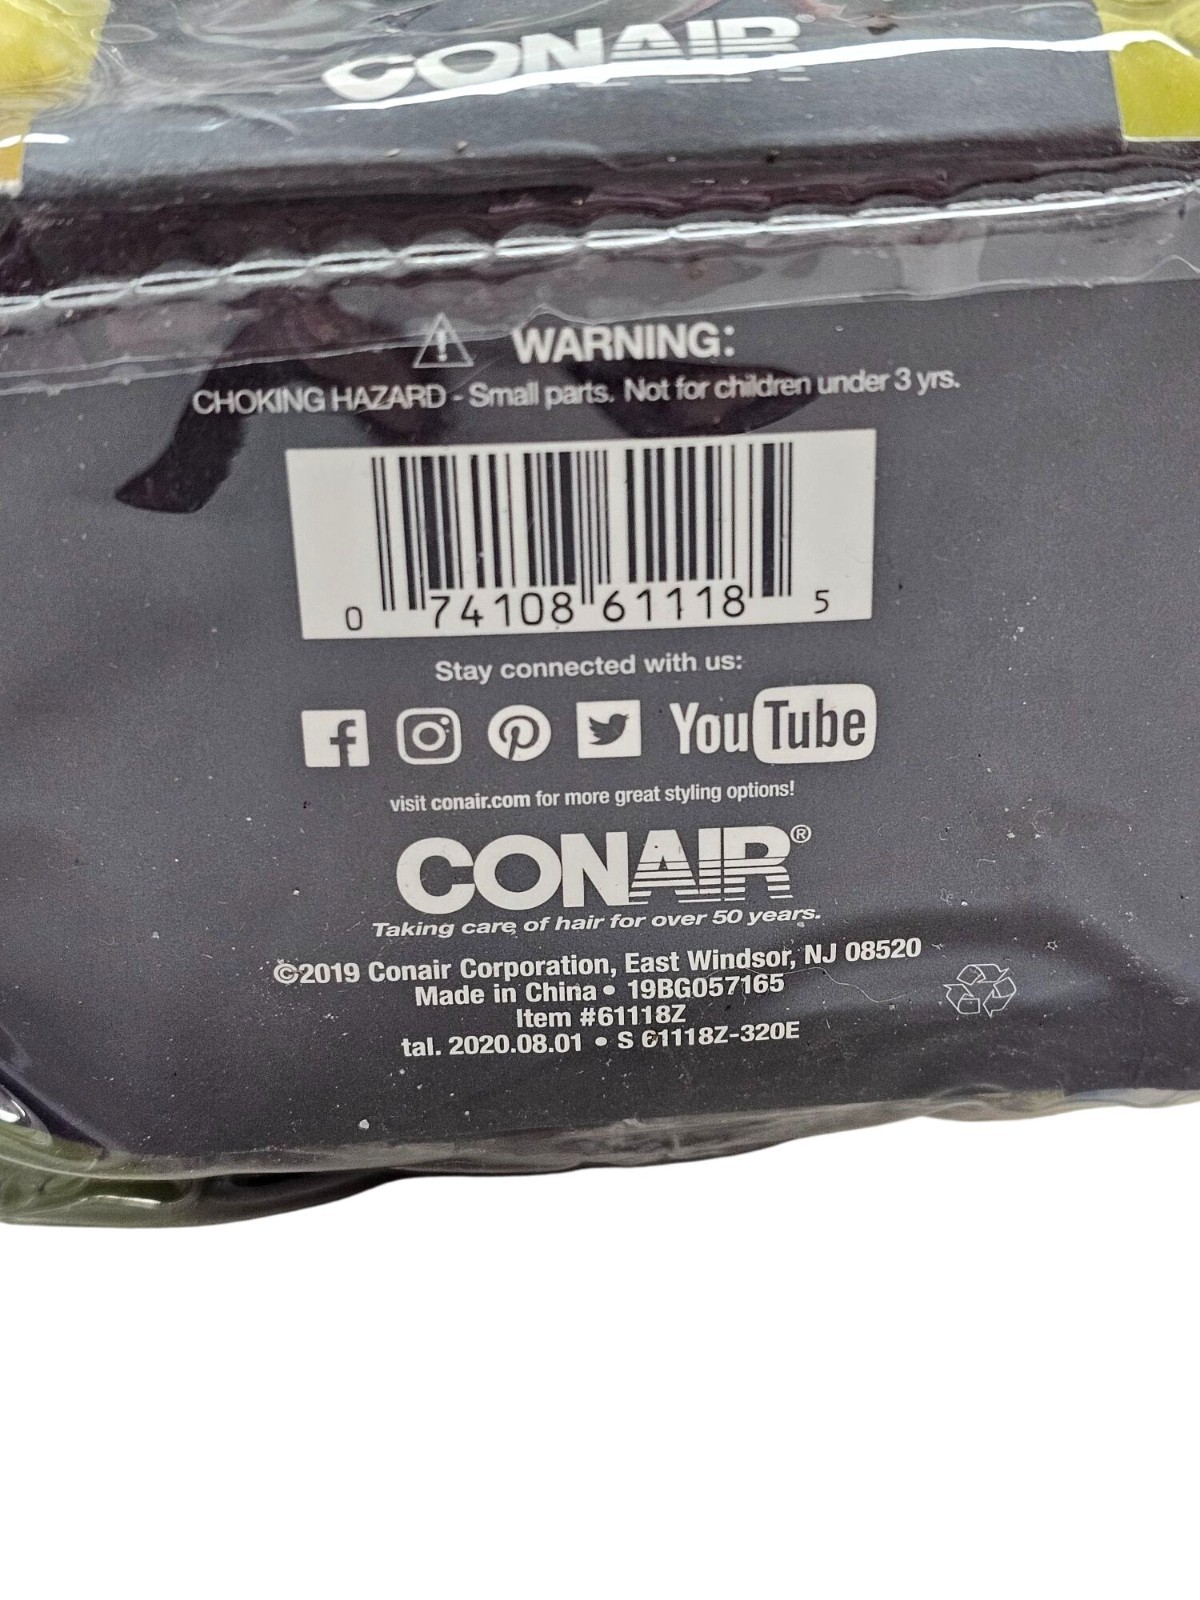 CONAIR®
WARNING:
CHOKING HAZARD - Small parts. Not for children under 3 yrs.
0 74108 61118 5
Stay connected with us:
YouTube
visit conair.com for more great styling options!
CONAIR®
Taking care of hair for over 50 years.
©2019 Conair Corporation, East Windsor, NJ 08520
Made in China • 19BG057165
Item #61118Z
tal. 2020.08.01 • S 61118Z-320E